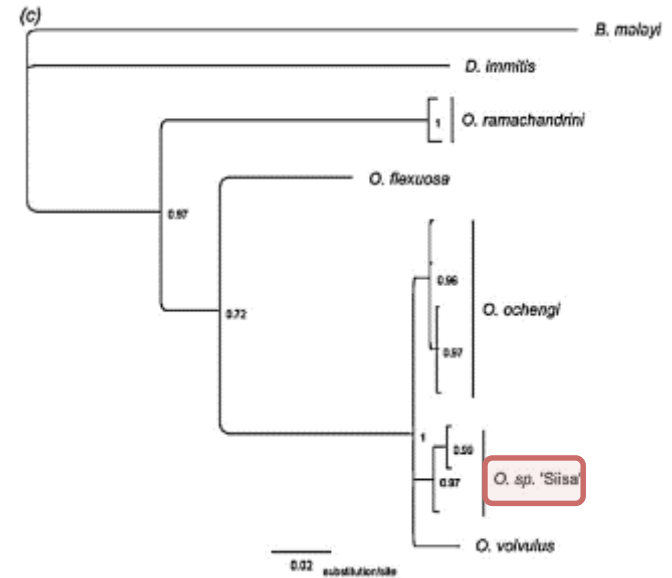 (c)
B. malayi
D. immitis
1
O. ramachandrini
O. flexuosa
0.97
0.96
O. ochengi
0.72
0.97
1
0.99
O. sp. 'Siisa'
0.97
O. volvulus
0.02 substitution/site